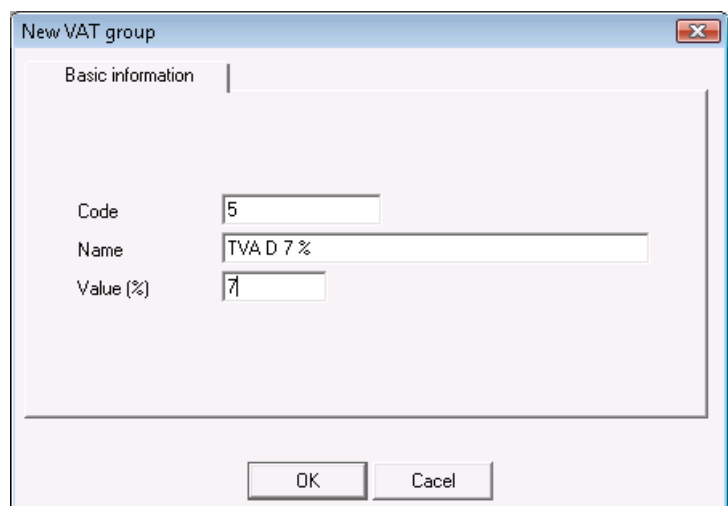 New VAT group
Basic information
Code 5
Name TVA D 7 %
Value (%) 7
OK Cacel